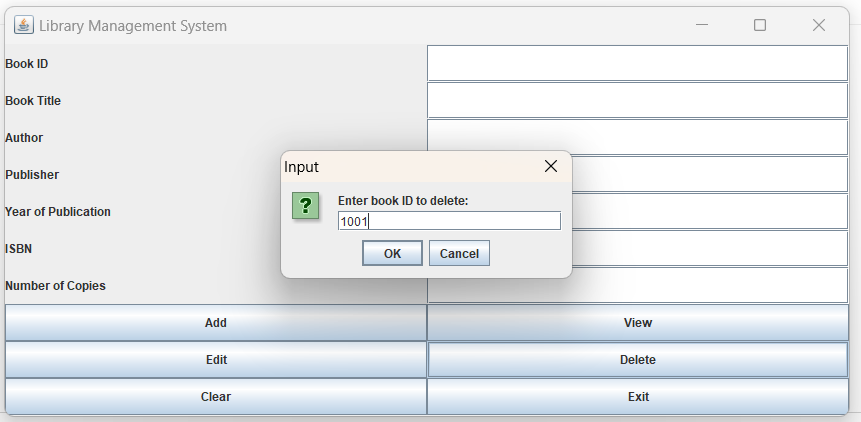 Library Management System
Book ID
Book Title
Author
Publisher
Year of Publication
ISBN
Number of Copies
Input
?
Enter book ID to delete:
1001
OK Cancel
Add View
Edit Delete
Clear Exit